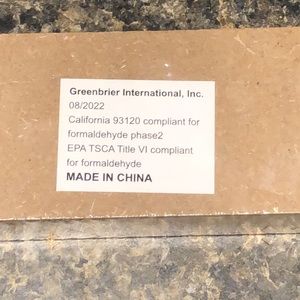 Greenbrier International, Inc.
08/2022
California 93120 compliant for
formaldehyde phase2
EPA TSCA Title VI compliant
for formaldehyde
MADE IN CHINA